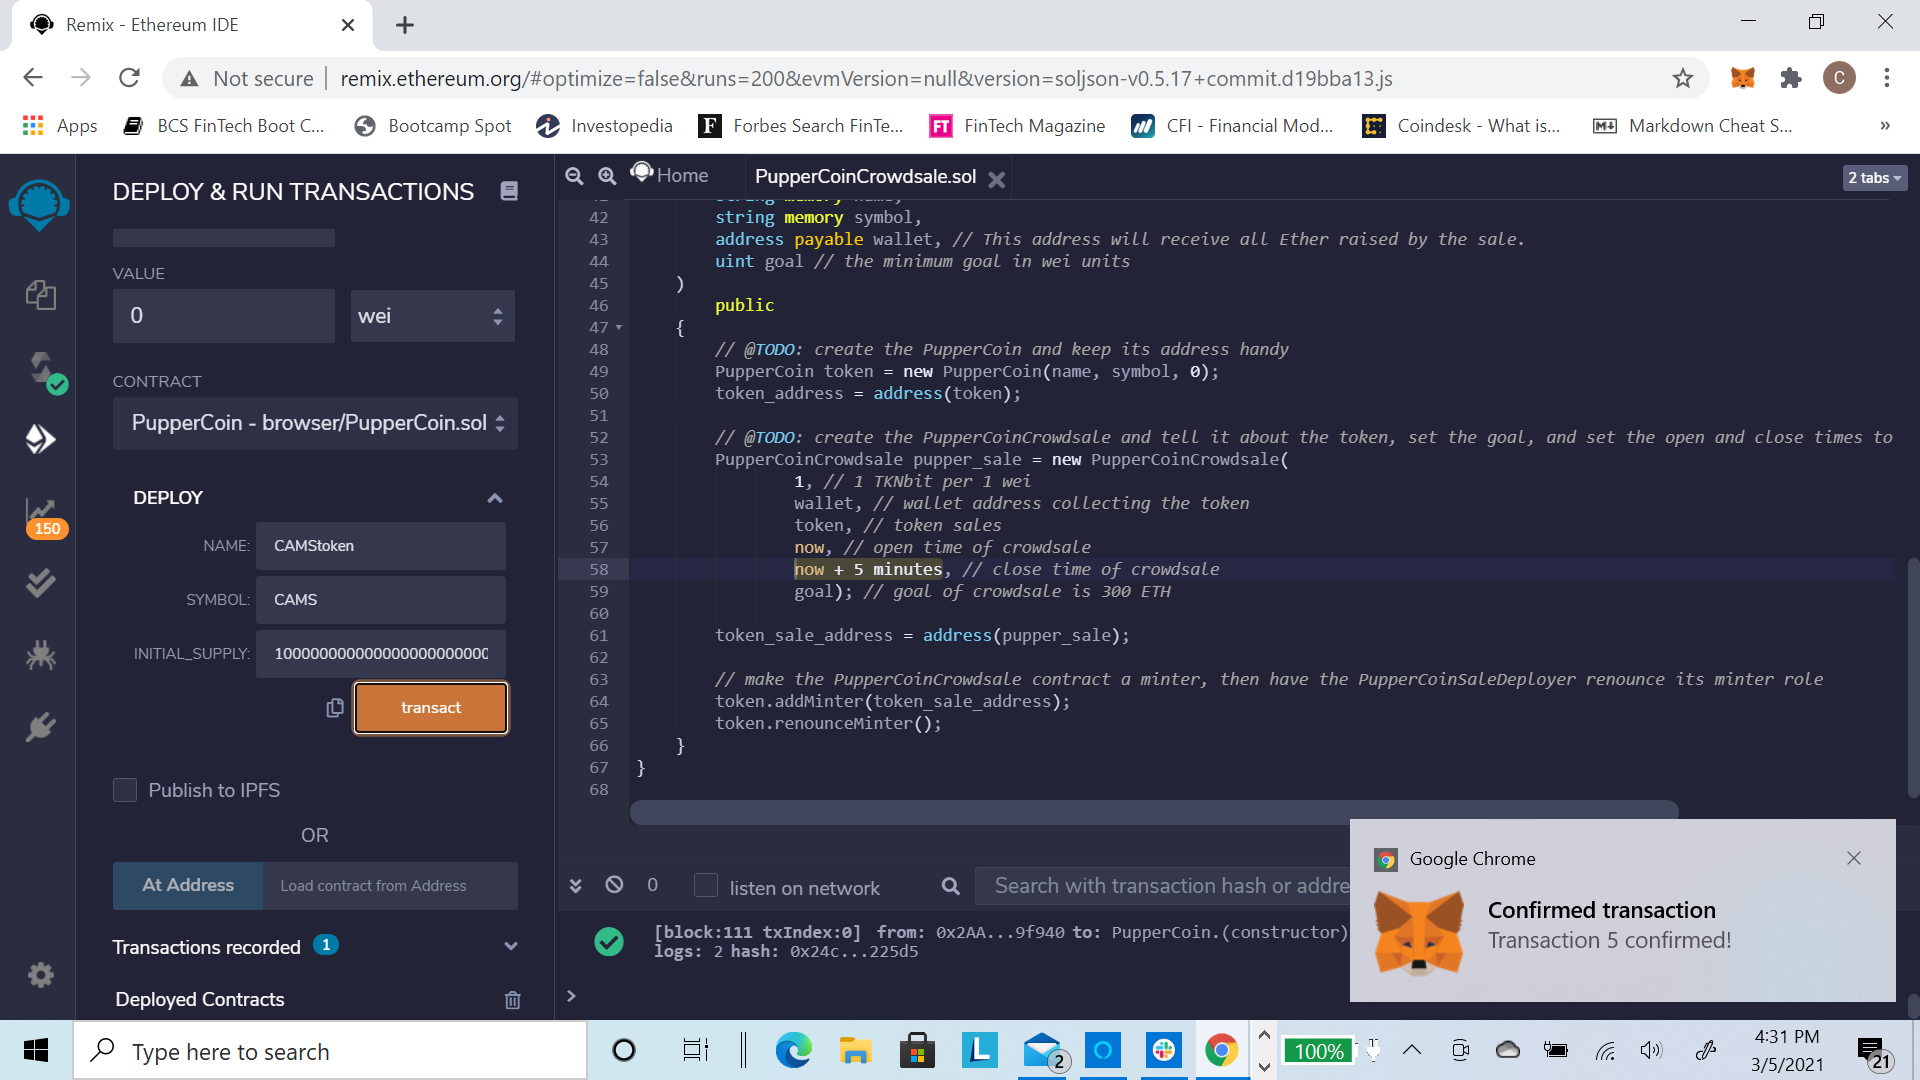 Remix - Ethereum IDE
Not secure
remix.ethereum.org/#optimize=false&runs=200&evmVersion=null&version=soljson-v0.5.17+commit.d19bba13.js
C
Apps
BCS FinTech Boot C...
Bootcamp Spot
Investopedia
F
Forbes Search FinTe...
FT
FinTech Magazine
CFI - Financial Mod...
Coindesk - What is...
Markdown Cheat S...
»
DEPLOY & RUN TRANSACTIONS
VALUE
0
wei
CONTRACT
PupperCoin - browser/PupperCoin.sol
DEPLOY
NAME:
CAMStoken
SYMBOL:
CAMS
INITIAL_SUPPLY:
transact
Publish to IPFS
OR
At Address
Load contract from Address
Transactions recorded
1
Deployed Contracts
150
Home
PupperCoinCrowdsale.sol
2 tabs
42 string memory symbol,
43 address payable wallet, // This address will receive all Ether raised by the sale.
44 uint goal // the minimum goal in wei units
45 )
46 public
47 {
48 // @TODO: create the PupperCoin and keep its address handy
49 PupperCoin token = new PupperCoin(name, symbol, 0);
50 token_address = address(token);
51
52 // @TODO: create the PupperCoinCrowdsale and tell it about the token, set the goal, and set the open and close times to
53 PupperCoinCrowdsale pupper_sale = new PupperCoinCrowdsale(
54 1, // 1 TKNbit per 1 wei
55 wallet, // wallet address collecting the token
56 token, // token sales
57 now, // open time of crowdsale
58 now + 5 minutes, // close time of crowdsale
59 goal); // goal of crowdsale is 300 ETH
60
61 token_sale_address = address(pupper_sale);
62
63 // make the PupperCoinCrowdsale contract a minter, then have the PupperCoinSaleDeployer renounce its minter role
64 token.addMinter(token_sale_address);
65 token.renounceMinter();
66 }
67 }
68
0
listen on network
Search with transaction hash or addre
[block:111 txIndex:0] from: 0x2AA...9f940 to: PupperCoin.(constructor)
logs: 2 hash: 0x24c...225d5
>
Google Chrome
Confirmed transaction
Transaction 5 confirmed!
Type here to search
L
2
100%
4:31 PM
3/5/2021
21